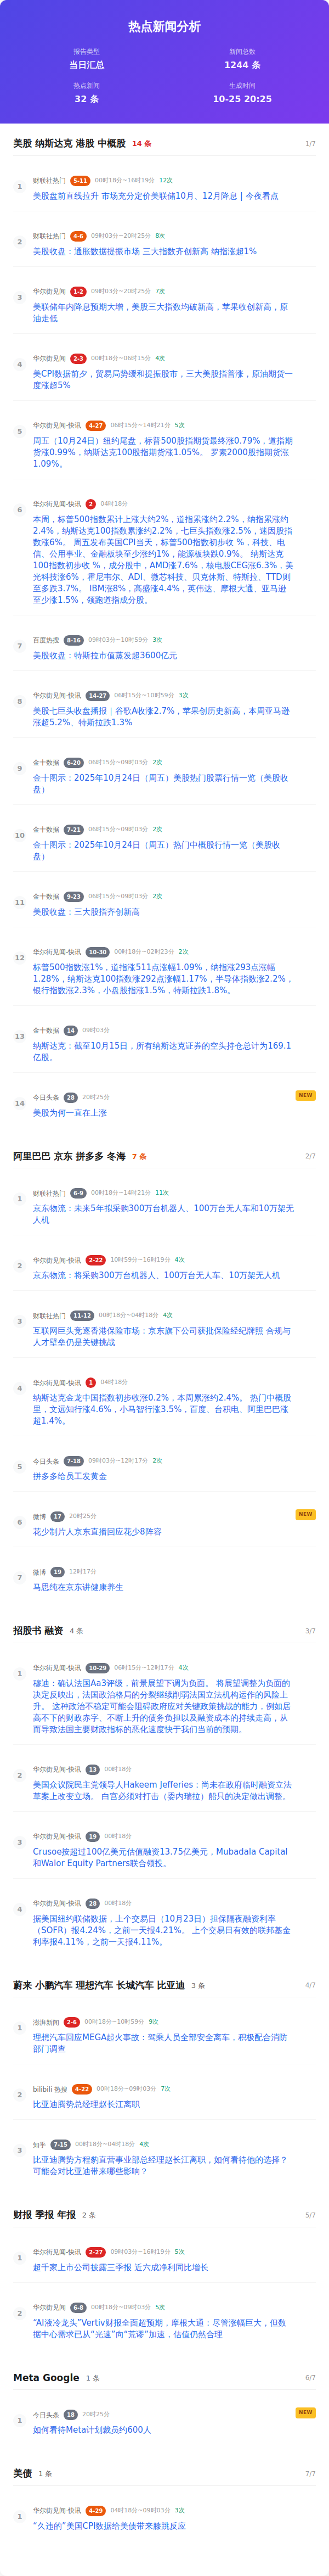 热点新闻分析
报告类型
新闻总数
当日汇总
1244 条
热点新闻
生成时间
32 条
10-25 20:25
美股 纳斯达克 港股 中概股 14 条 1/7
1
财联社热门 5-11 00时18分~16时19分 12次
美股盘前直线拉升 市场充分定价美联储10月、12月降息 | 今夜看点
2
财联社热门 4-6 09时03分~20时25分 8次
美股收盘：通胀数据提振市场 三大指数齐创新高 纳指涨超1%
3
华尔街见闻 1-2 09时03分~20时25分 7次
美联储年内降息预期大增，美股三大指数均破新高，苹果收创新高，原
油走低
4
华尔街见闻 2-3 00时18分~06时15分 4次
美CPI数据前夕，贸易局势缓和提振股市，三大美股指普涨，原油期货一
度涨超5%
5
华尔街见闻-快讯 4-27 06时15分~14时21分 5次
周五（10月24日）纽约尾盘，标普500股指期货最终涨0.79%，道指期
货涨0.99%，纳斯达克100股指期货涨1.05%。 罗素2000股指期货涨
1.09%。
6
华尔街见闻-快讯 2 04时18分
本周，标普500指数累计上涨大约2%，道指累涨约2.2%，纳指累涨约
2.4%，纳斯达克100指数累涨约2.2%，七巨头指数涨2.5%，迷因股指
数涨6%。 周五发布美国CPI当天，标普500指数初步收 %，科技、电
信、公用事业、金融板块至少涨约1%，能源板块跌0.9%。 纳斯达克
100指数初步收 %，成分股中，AMD涨7.6%，核电股CEG涨6.3%，美
光科技涨6%，霍尼韦尔、ADI、微芯科技、贝克休斯、特斯拉、TTD则
至多跌3.7%。 IBM涨8%，高盛涨4.4%，英伟达、摩根大通、亚马逊
至少涨1.5%，领跑道指成分股。
7
百度热搜 8-16 09时03分~10时59分 3次
美股收盘：特斯拉市值蒸发超3600亿元
8
华尔街见闻-快讯 14-27 06时15分~10时59分 3次
美股七巨头收盘播报｜谷歌A收涨2.7%，苹果创历史新高，本周亚马逊
涨超5.2%、特斯拉跌1.3%
9
金十数据 6-20 06时15分~09时03分 2次
金十图示：2025年10月24日（周五）美股热门股票行情一览（美股收
盘）
10
金十数据 7-21 06时15分~09时03分 2次
金十图示：2025年10月24日（周五）热门中概股行情一览（美股收
盘）
11
金十数据 9-23 06时15分~09时03分 2次
美股收盘：三大股指齐创新高
12
华尔街见闻-快讯 10-30 00时18分~02时23分 2次
标普500指数涨1%，道指涨511点涨幅1.09%，纳指涨293点涨幅
1.28%，纳斯达克100指数涨292点涨幅1.17%，半导体指数涨2.2%，
银行指数涨2.3%，小盘股指涨1.5%，特斯拉跌1.8%。
13
金十数据 14 09时03分
纳斯达克：截至10月15日，所有纳斯达克证券的空头持仓总计为169.1
亿股。
14
今日头条 28 20时25分 NEW
美股为何一直在上涨
阿里巴巴 京东 拼多多 冬海 7 条 2/7
1
财联社热门 6-9 00时18分~14时21分 11次
京东物流：未来5年拟采购300万台机器人、100万台无人车和10万架无
人机
2
华尔街见闻-快讯 2-22 10时59分~16时19分 4次
京东物流：将采购300万台机器人、100万台无人车、10万架无人机
3
财联社热门 11-12 00时18分~04时18分 4次
互联网巨头竞逐香港保险市场：京东旗下公司获批保险经纪牌照 合规与
人才壁垒仍是关键挑战
4
华尔街见闻-快讯 1 04时18分
纳斯达克金龙中国指数初步收涨0.2%，本周累涨约2.4%。 热门中概股
里，文远知行涨4.6%，小马智行涨3.5%，百度、台积电、阿里巴巴涨
超1.4%。
5
今日头条 7-18 09时03分~12时17分 2次
拼多多给员工发黄金
6
微博 17 20时25分 NEW
花少制片人京东直播回应花少8阵容
7
微博 19 12时17分
马思纯在京东讲健康养生
招股书 融资 4 条 3/7
1
华尔街见闻-快讯 10-29 06时15分~12时17分 4次
穆迪：确认法国Aa3评级，前景展望下调为负面。 将展望调整为负面的
决定反映出，法国政治格局的分裂继续削弱法国立法机构运作的风险上
升。 这种政治不稳定可能会阻碍政府应对关键政策挑战的能力，例如居
高不下的财政赤字、不断上升的债务负担以及融资成本的持续走高，从
而导致法国主要财政指标的恶化速度快于我们当前的预期。
2
华尔街见闻-快讯 13 00时18分
美国众议院民主党领导人Hakeem Jefferies：尚未在政府临时融资立法
草案上改变立场。 白宫必须对打击（委内瑞拉）船只的决定做出调整。
3
华尔街见闻-快讯 19 00时18分
Crusoe按超过100亿美元估值融资13.75亿美元，Mubadala Capital
和Walor Equity Partners联合领投。
4
华尔街见闻-快讯 28 00时18分
据美国纽约联储数据，上个交易日（10月23日）担保隔夜融资利率
（SOFR）报4.24%，之前一天报4.21%。 上个交易日有效的联邦基金
利率报4.11%，之前一天报4.11%。
蔚来 小鹏汽车 理想汽车 长城汽车 比亚迪 3 条 4/7
1
澎湃新闻 2-6 00时18分~10时59分 9次
理想汽车回应MEGA起火事故：驾乘人员全部安全离车，积极配合消防
部门调查
2
bilibili 热搜 4-22 00时18分~09时03分 7次
比亚迪腾势总经理赵长江离职
3
知乎 7-15 00时18分~04时18分 4次
比亚迪腾势方程豹直营事业部总经理赵长江离职，如何看待他的选择？
可能会对比亚迪带来哪些影响？
财报 季报 年报 2 条 5/7
1
华尔街见闻-快讯 2-27 09时03分~16时19分 5次
超千家上市公司披露三季报 近六成净利同比增长
2
华尔街见闻 6-8 00时18分~09时03分 5次
“AI液冷龙头”Vertiv财报全面超预期，摩根大通：尽管涨幅巨大，但数
据中心需求已从“光速”向“荒谬”加速，估值仍然合理
Meta Google 1 条 6/7
1
今日头条 18 20时25分 NEW
如何看待Meta计划裁员约600人
美债 1 条 7/7
1
华尔街见闻-快讯 4-29 04时18分~09时03分 3次
“久违的”美国CPI数据给美债带来膝跳反应